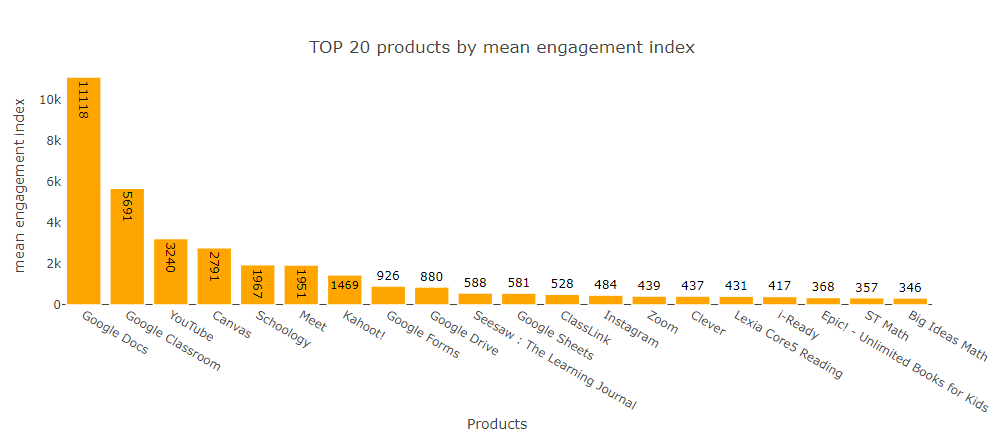 TOP 20 products by mean engagement index
mean engagement index
10k
8k
6k
4k
2k
0
11118
5691
3240
2791
1967
1951
1469
926
880
588
581
528
484
439
437
431
417
368
357
346
Google Docs
Google Classroom
YouTube
Canvas
Schoology
Meet
Kahoot!
Google Forms
Google Drive
Seesaw : The Learning Journal
Google Sheets
ClassLink
Instagram
Zoom
Clever
Lexia Core5 Reading
i-Ready
Epic! - Unlimited Books for Kids
ST Math
Big Ideas Math
Products